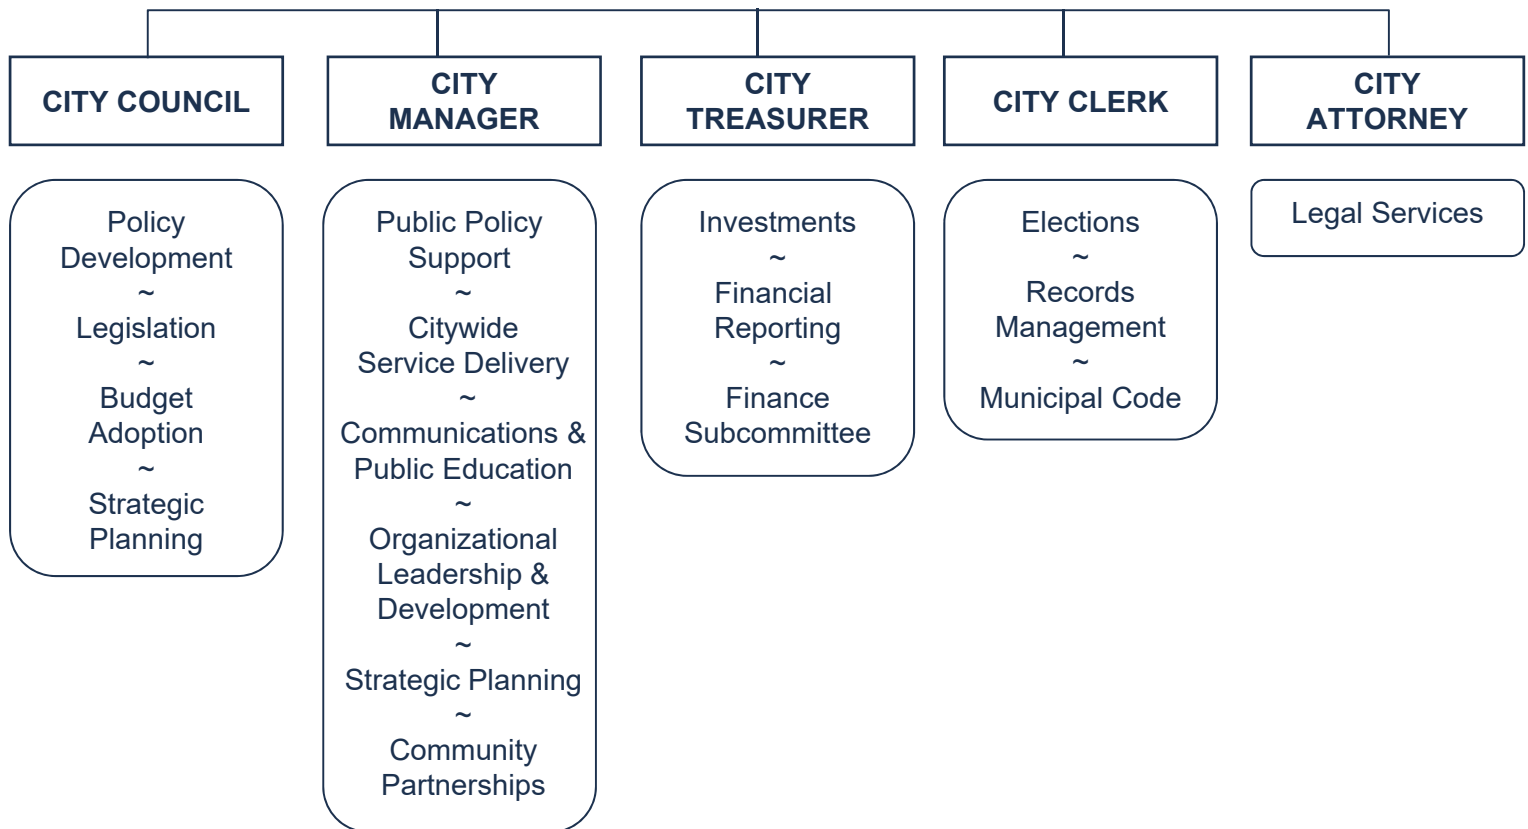 CITY COUNCIL
Policy
Development
~
Legislation
~
Budget
Adoption
~
Strategic
Planning
CITY
MANAGER
Public Policy
Support
~
Citywide
Service Delivery
~
Communications &
Public Education
~
Organizational
Leadership &
Development
~
Strategic Planning
~
Community
Partnerships
CITY
TREASURER
Investments
~
Financial
Reporting
~
Finance
Subcommittee
CITY CLERK
Elections
~
Records
Management
~
Municipal Code
CITY
ATTORNEY
Legal Services